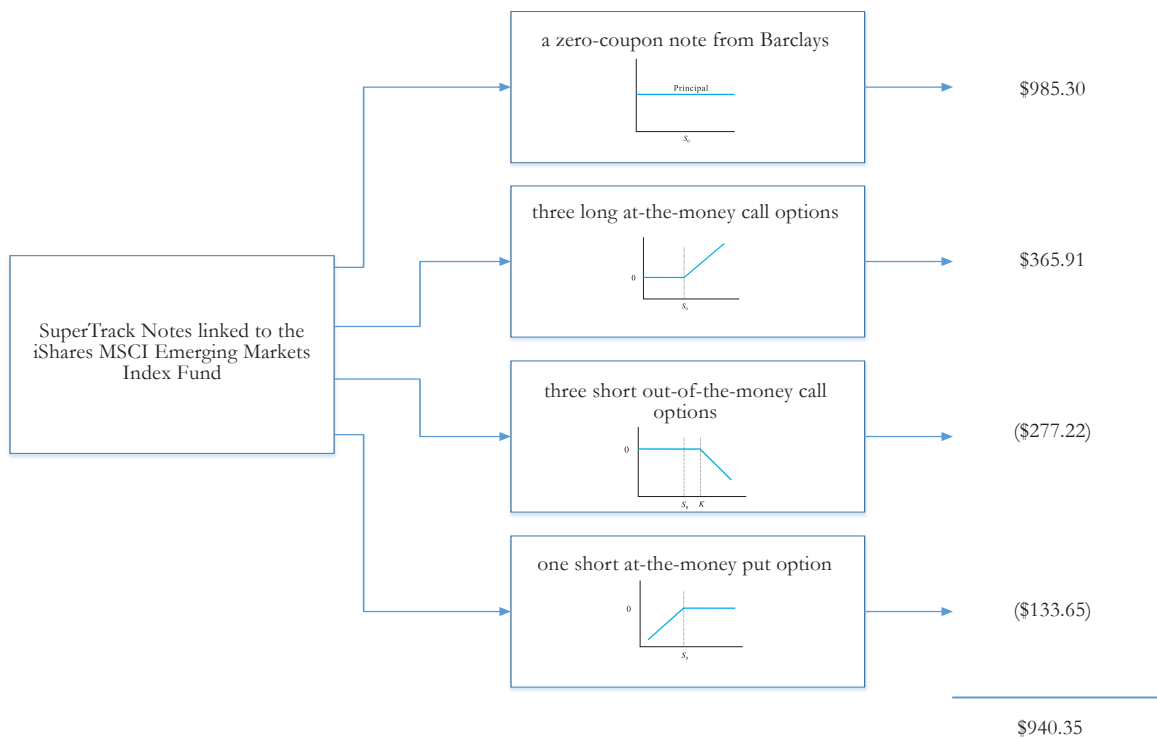 a zero-coupon note from Barclays
Principal
S0
$985.30
three long at-the-money call options
0
S0
$365.91
SuperTrack Notes linked to the
iShares MSCI Emerging Markets
Index Fund
three short out-of-the-money call
options
0
S0 K
($277.22)
one short at-the-money put option
0
S0
($133.65)
$940.35